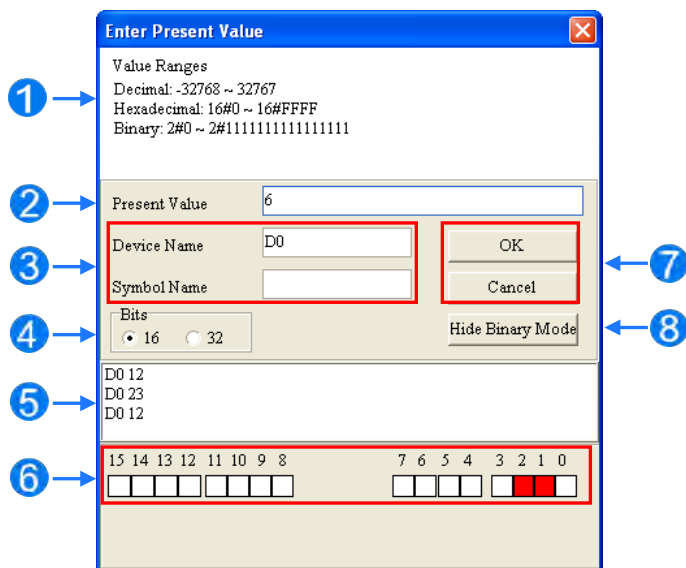 Enter Present Value
Value Ranges
Decimal: -32768 ~ 32767
Hexadecimal: 16#0 ~ 16#FFFF
Binary: 2#0 ~ 2#1111111111111111
1
2
Present Value 6
3
Device Name D0
OK
7
Symbol Name
Cancel
4
Bits
16 32
Hide Binary Mode
8
5
D0 12
D0 23
D0 12
6
15 14 13 12 11 10 9 8 7 6 5 4 3 2 1 0